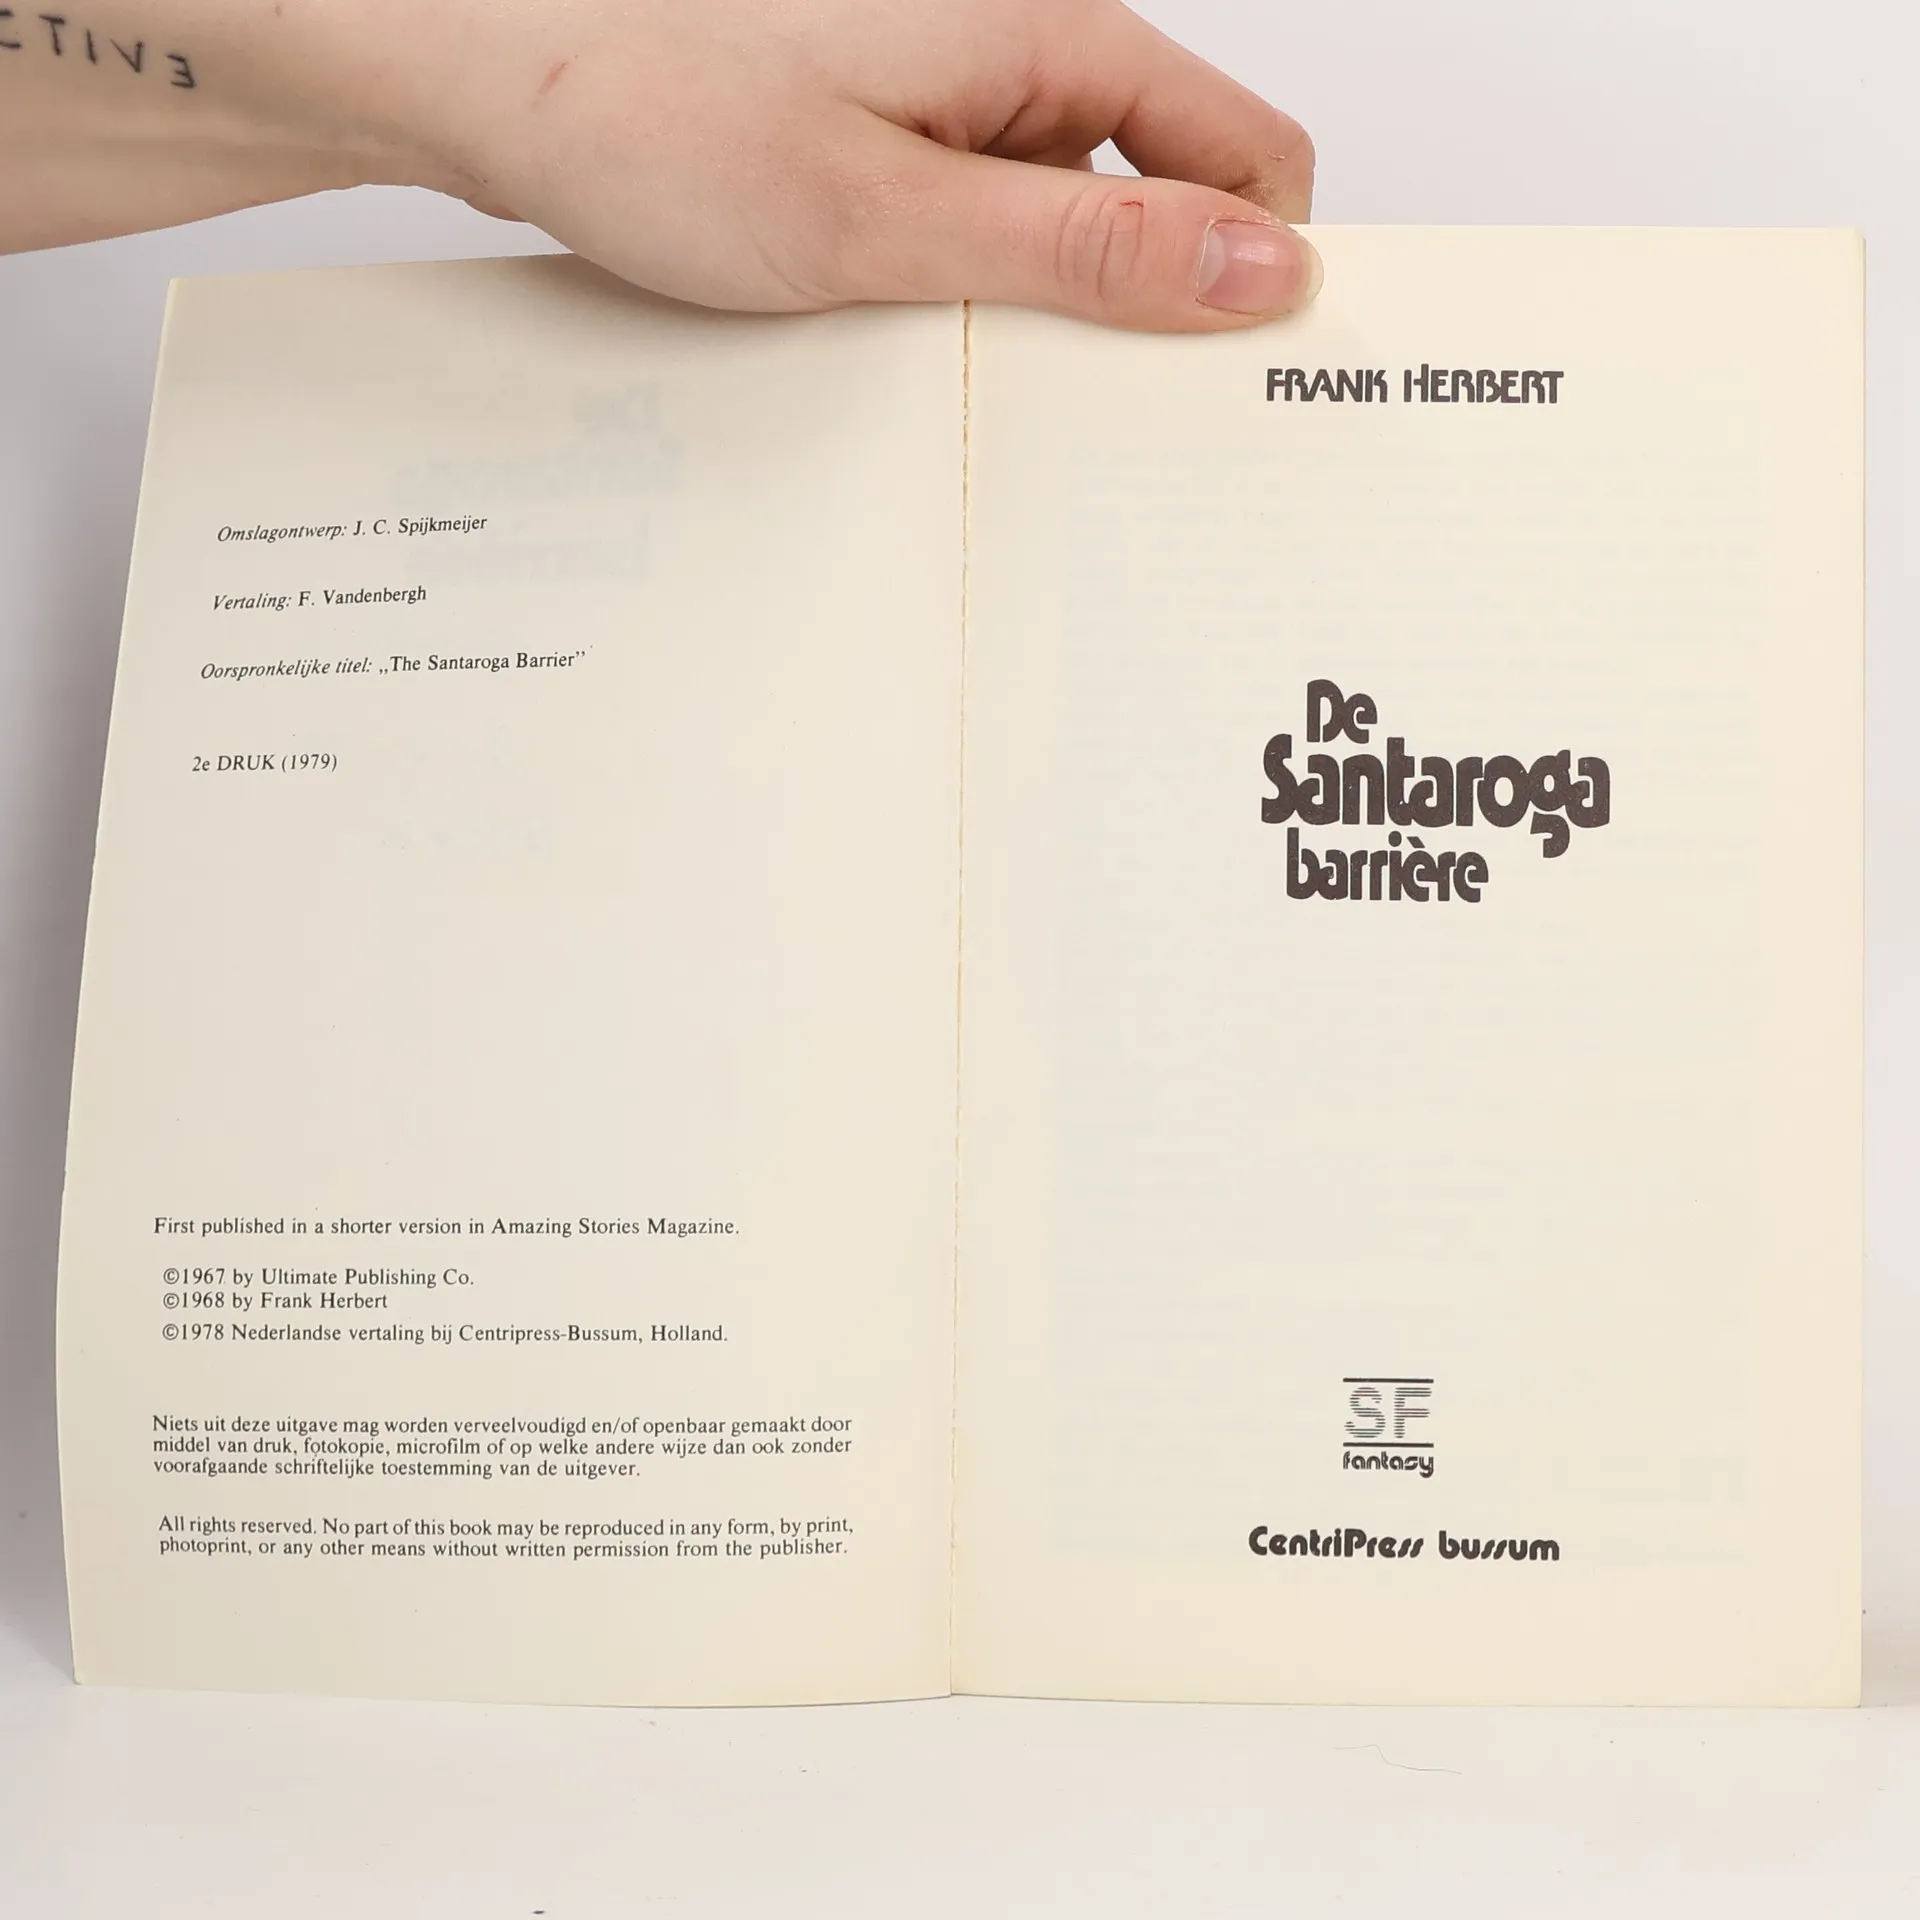 CTIVE
Omslagontwerp: J. C. Spijkmeijer
Vertaling: F. Vandenbergh
Oorspronkelijke titel: „The Santaroga Barrier”
2e DRUK (1979)
First published in a shorter version in Amazing Stories Magazine.
©1967 by Ultimate Publishing Co.
©1968 by Frank Herbert
©1978 Nederlandse vertaling bij Centripress-Bussum, Holland.
Niets uit deze uitgave mag worden verveelvoudigd en/of openbaar gemaakt door
middel van druk, fotokopie, microfilm of op welke andere wijze dan ook zonder
voorafgaande schriftelijke toestemming van de uitgever.
All rights reserved. No part of this book may be reproduced in any form, by print,
photoprint, or any other means without written permission from the publisher.
FRANK HERBERT
De
Santaroga
barrière
SF
fantasy
CentriPress bussum